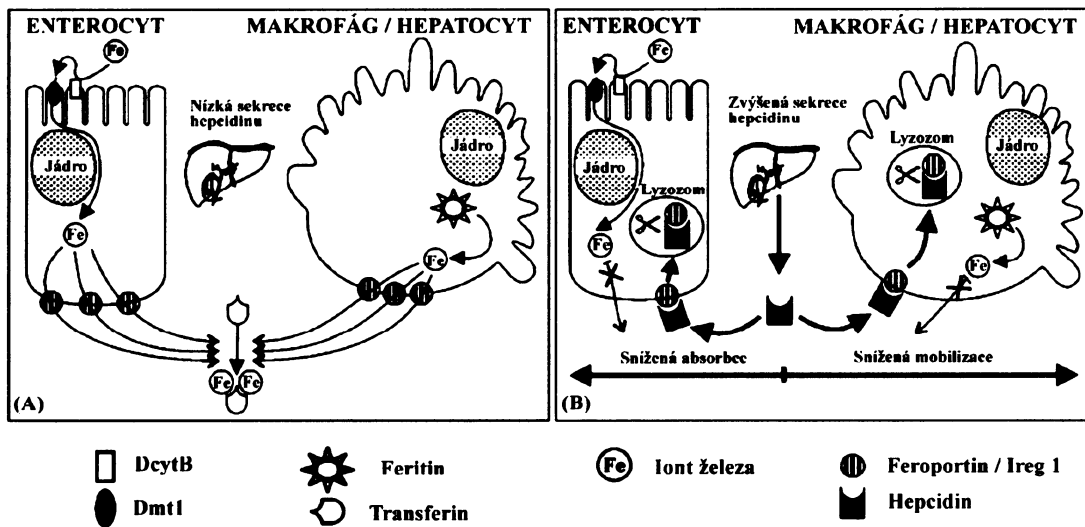 ENTEROCYT
MAKROFÁG / HEPATOCYT
Fe
Nízká sekrece
hepcidinu
Jádro
Jádro
Fe
Fe
Fe Fe
(A)
ENTEROCYT
MAKROFÁG / HEPATOCYT
Fe
Zvýšená sekrece
hepcidinu
Lyzozom
Jádro
Jádro
Lyzozom
Fe
Fe
Snížená absorbce
Snížená mobilizace
(B)
DcytB
Feritin
Fe Iont železa
Feroportin / Ireg 1
Dmt1
Transferin
Hepcidin